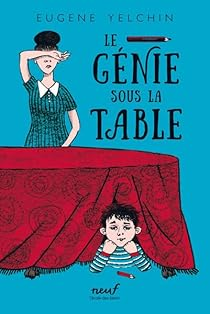 EUGENE YELCHIN
LE
GÉNIE
SOUS LA
TABLE
neuf
l'école des loisirs